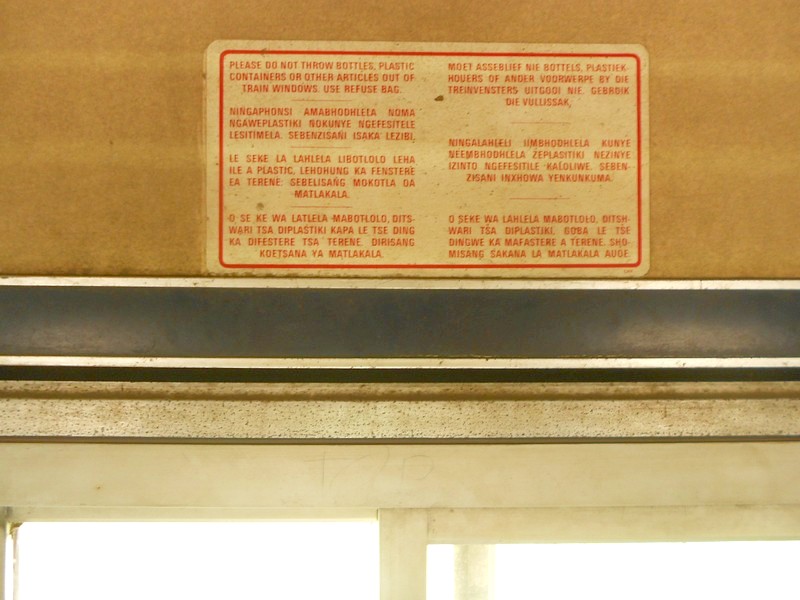 PLEASE DO NOT THROW BOTTLES, PLASTIC
CONTAINERS OR OTHER ARTICLES OUT OF
TRAIN WINDOWS. USE REFUSE BAG.
NINGAPHONSI AMABHODHLELA NOMA
NGAWEPLASTIKI NOKUNYE NGEFESITELE
LESITIMELA. SEBENZISANI ISAKA LEZIBI.
LE SEKE LA LAHLELA LIBOTLOLO LEHA
ILE A PLASTIC, LEHOHUNG KA FENSTERE
EA TERENE. SEBELISANG MOKOTLA OA
MATLAKALA.
O SE KE WA LATLELA MABOTLOLO, DITS-
WARI TSA DIPLASTIKI KAPA LE TSE DING
KA DIFESTERE TSA TERENE. DIRISANG
KGETSANA YA MATLAKALA.
MOET ASSEBLIEF NIE BOTTELS, PLASTIEK-
HOUERS OF ANDER VOORWERPE BY DIE
TREINVENSTERS UITGOOI NIE. GEBRUIK
DIE VULLISSAK.
NINGALAHLELI IIMBHODHLELA KUNYE
NEEMBHODHLELA ZEPLASITIKI NEZINYE
IZINTO NGEFESITILE KALOLIWE. SEBEN-
ZISANI INXHOWA YENKUNKUMA.
O SEKE WA LAHLELA MABOTLOLO, DITSH-
WARI TSA DIPLASTIKI, GOBA LE TSE
DINGWE KA MAFASTERE A TERENE. SHO-
MISANG SAKANA LA MATLAKALA AUOE.